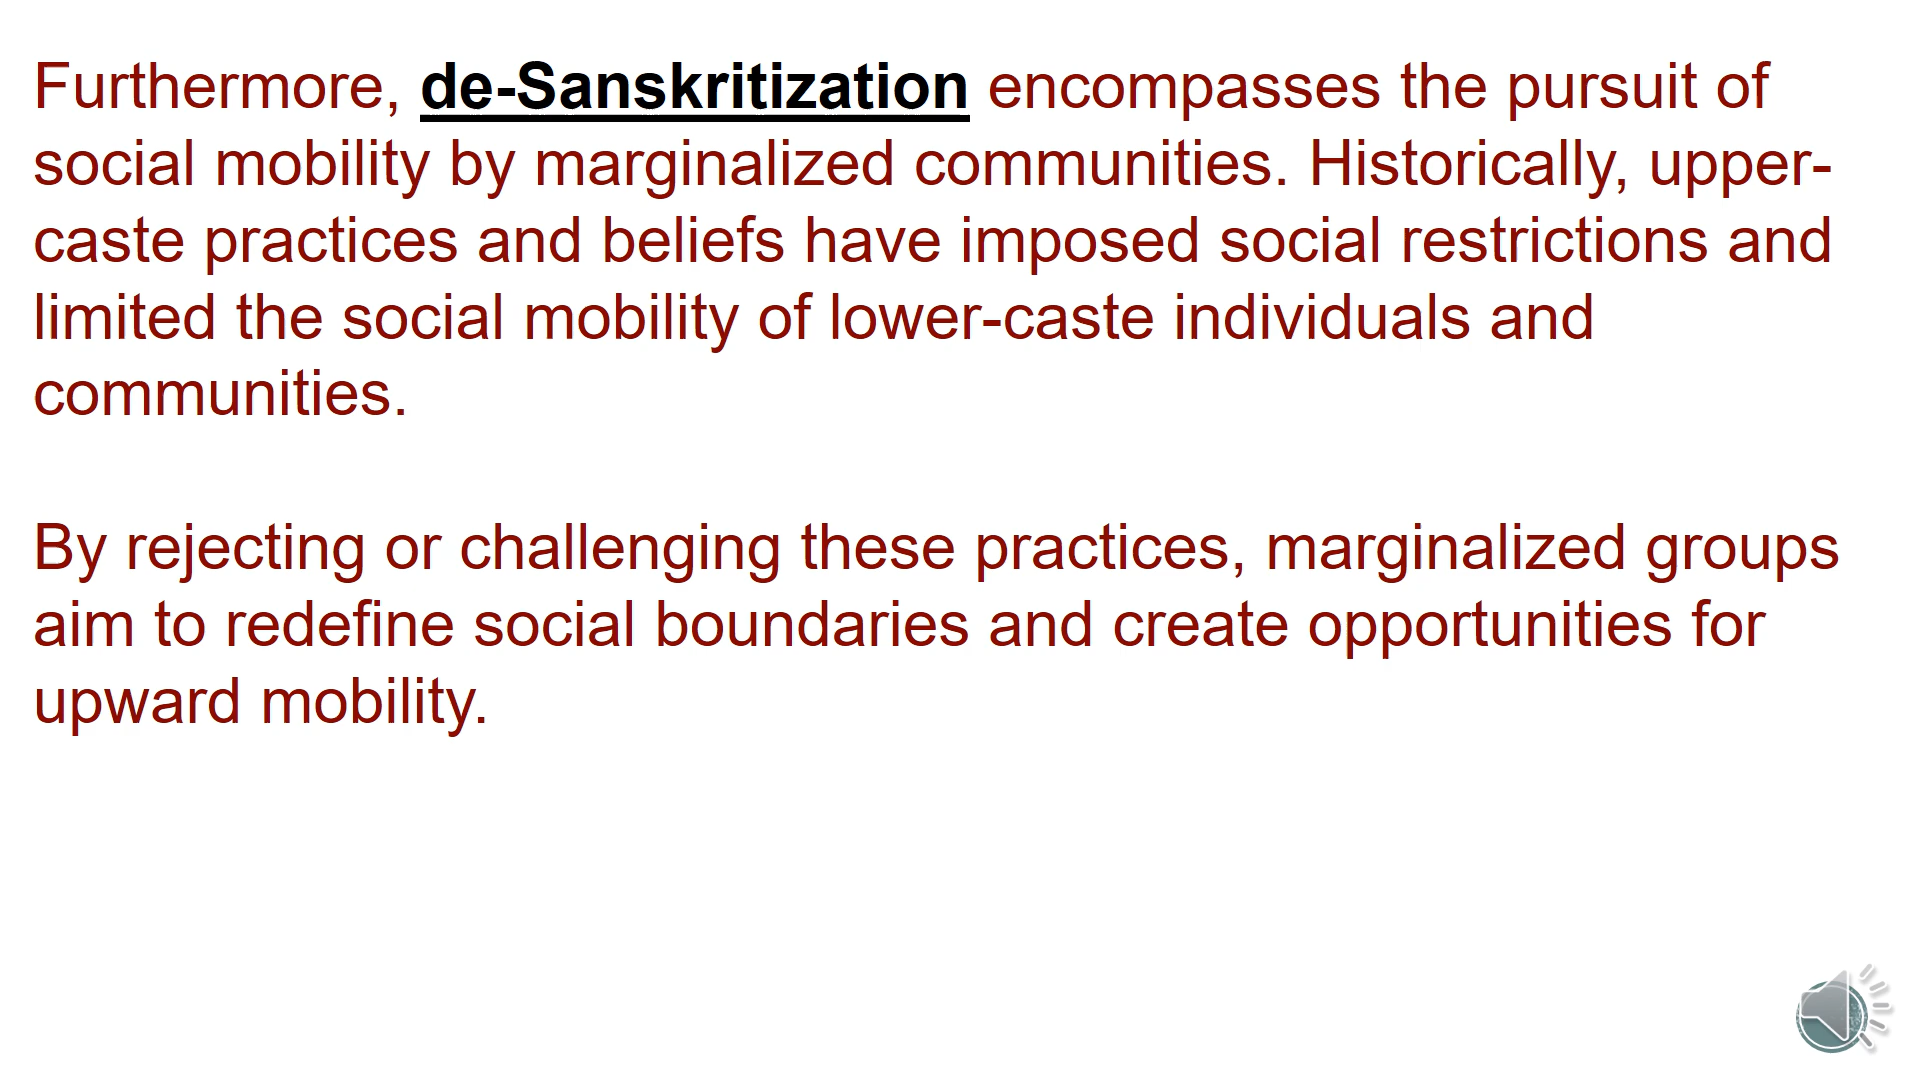 Furthermore, de-Sanskritization encompasses the pursuit of
social mobility by marginalized communities. Historically, upper-
caste practices and beliefs have imposed social restrictions and
limited the social mobility of lower-caste individuals and
communities.
By rejecting or challenging these practices, marginalized groups
aim to redefine social boundaries and create opportunities for
upward mobility.